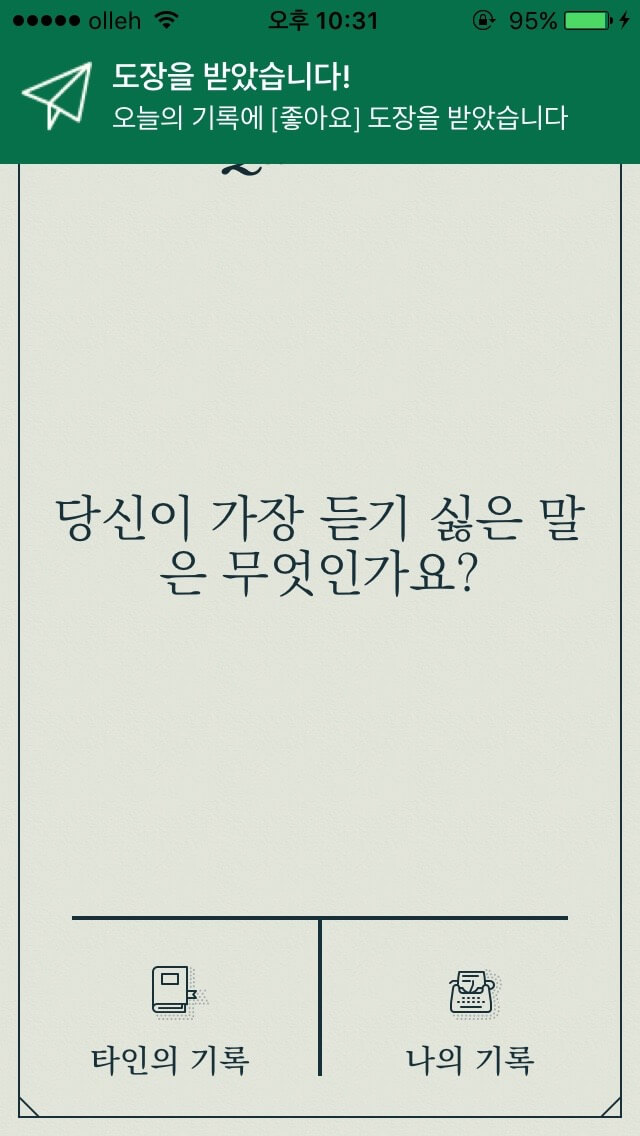 olleh 오후 10:31 95%
도장을 받았습니다!
오늘의 기록에 [좋아요] 도장을 받았습니다
당신이 가장 듣기 싫은 말
은 무엇인가요?
타인의 기록
나의 기록